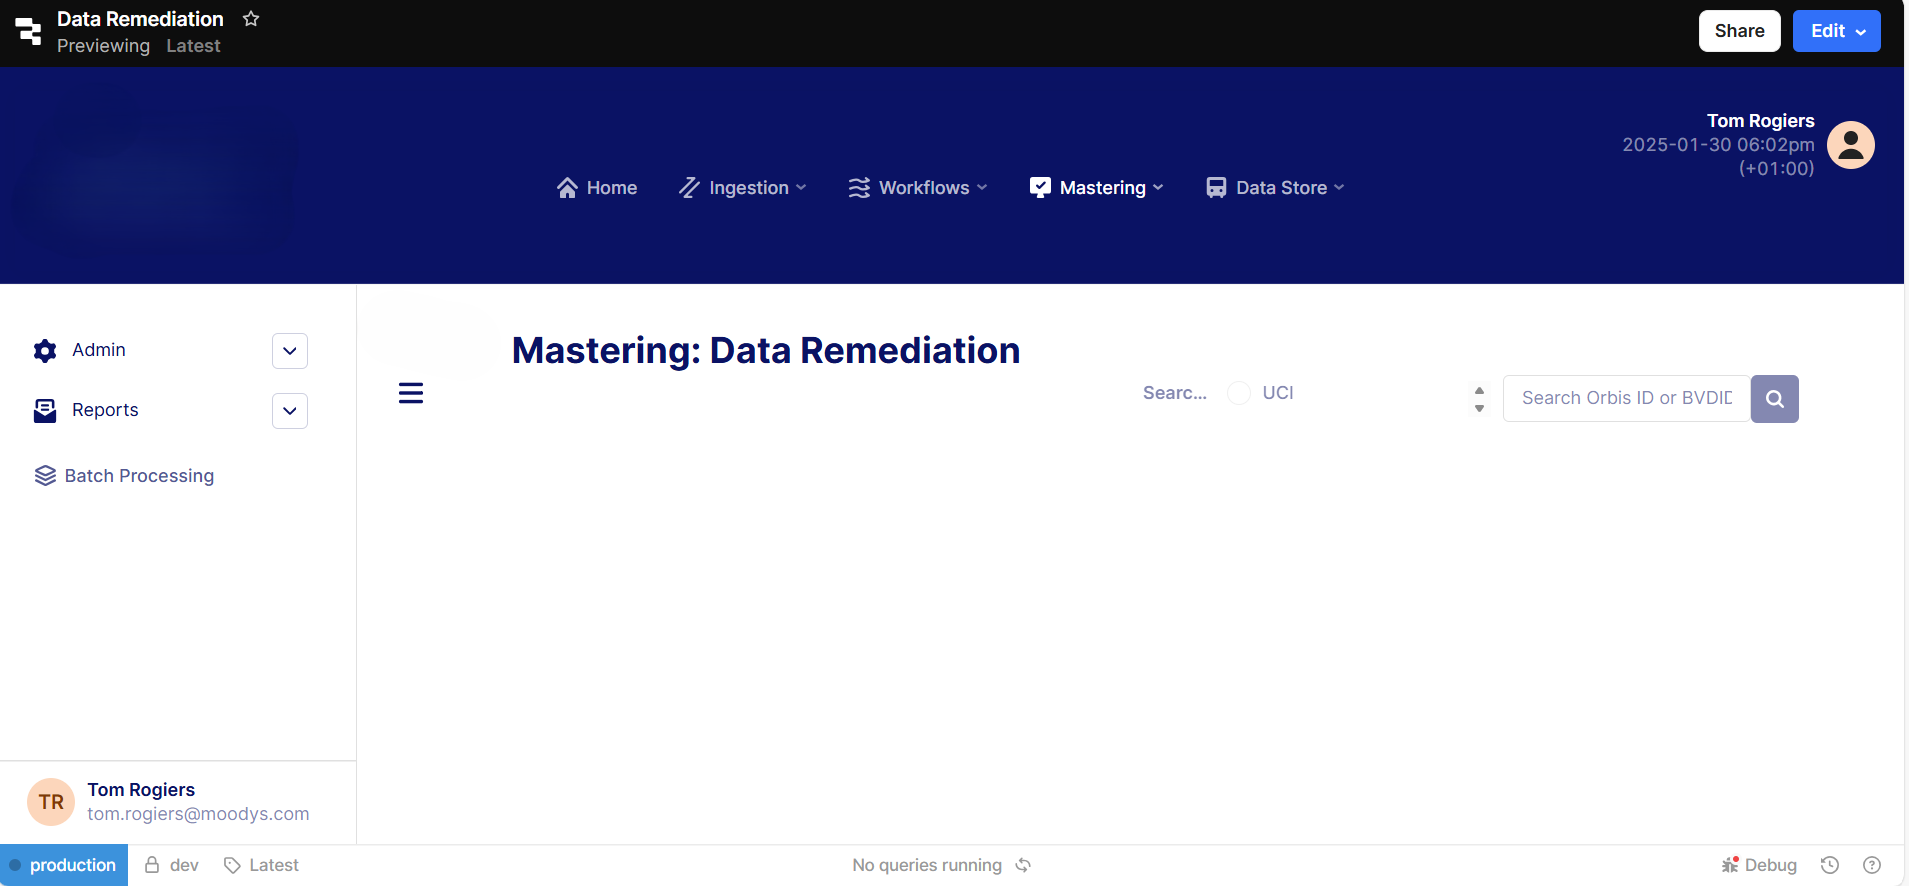 Data Remediation
Previewing Latest
Share
Edit
Tom Rogiers
2025-01-30 06:02pm
(+01:00)
Home
Ingestion
Workflows
Mastering
Data Store
Admin
Reports
Batch Processing
Mastering: Data Remediation
Searc...
UCI
Search Orbis ID or BVDID
TR
Tom Rogiers
tom.rogiers@moodys.com
production
dev
Latest
No queries running
Debug